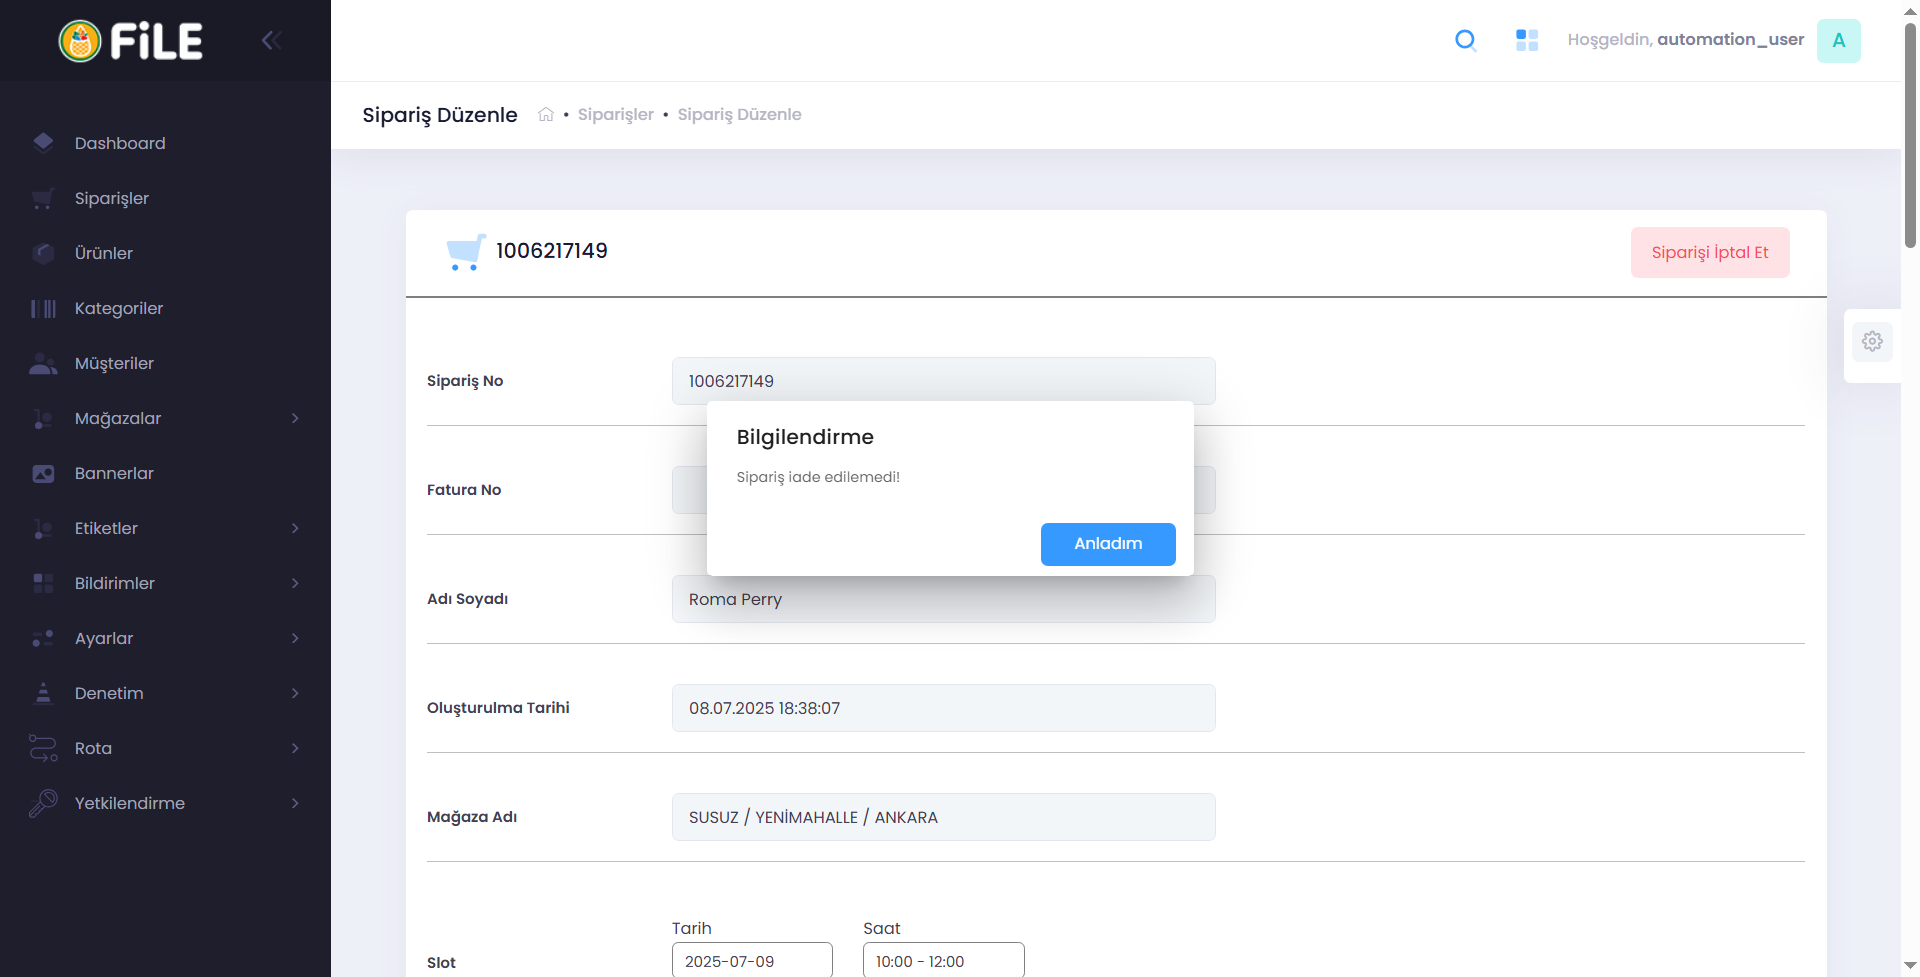 FiLE
Hoşgeldin, automation_user
A
Sipariş Düzenle
• Siparişler • Sipariş Düzenle
Dashboard
Siparişler
Ürünler
Kategoriler
Müşteriler
Mağazalar
Bannerlar
Etiketler
Bildirimler
Ayarlar
Denetim
Rota
Yetkilendirme
1006217149
Siparişi İptal Et
Sipariş No
1006217149
Bilgilendirme
Sipariş iade edilemedi!
Anladım
Fatura No
Adı Soyadı
Roma Perry
Oluşturulma Tarihi
08.07.2025 18:38:07
Mağaza Adı
SUSUZ / YENİMAHALLE / ANKARA
Tarih
Saat
Slot
2025-07-09
10:00 - 12:00